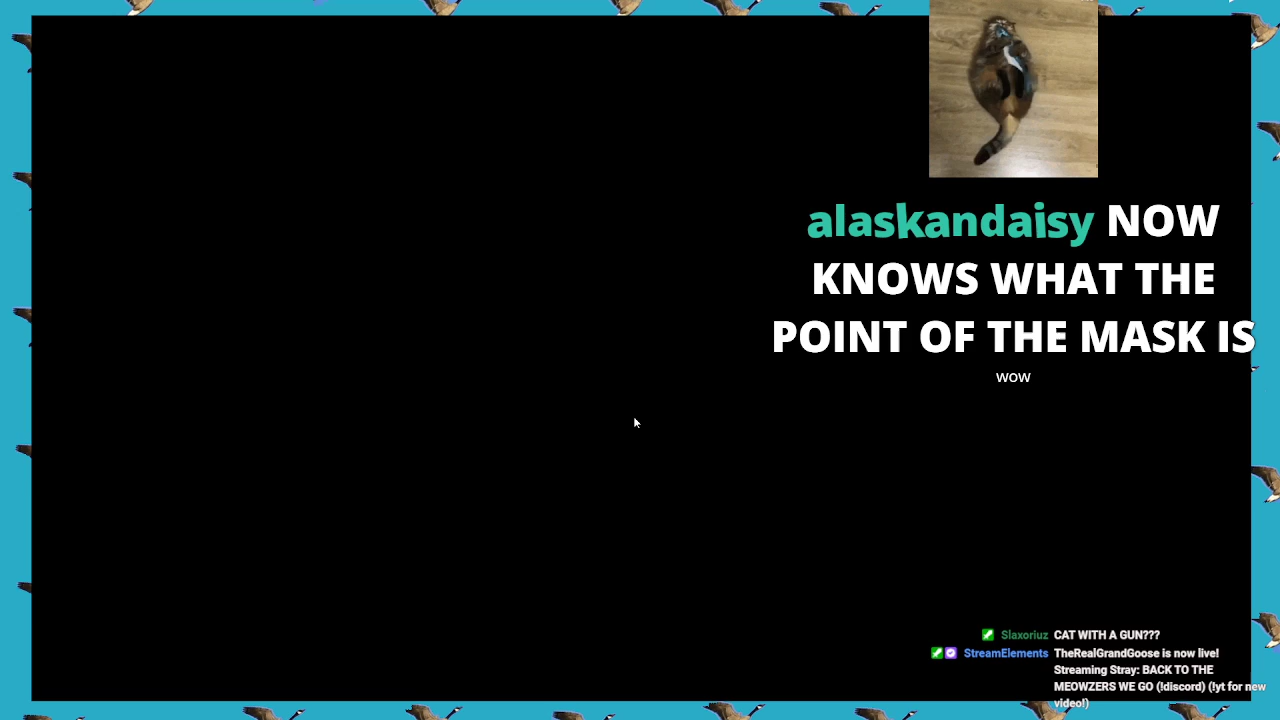 alaskandaisy NOW
KNOWS WHAT THE
POINT OF THE MASK IS
wow
Slaxoriuz CAT WITH A GUN???
StreamElements TheRealGrandGoose is now live!
Streaming Stray: BACK TO THE
MEOWZERS WE GO (!discord) (!yt for new
video!)